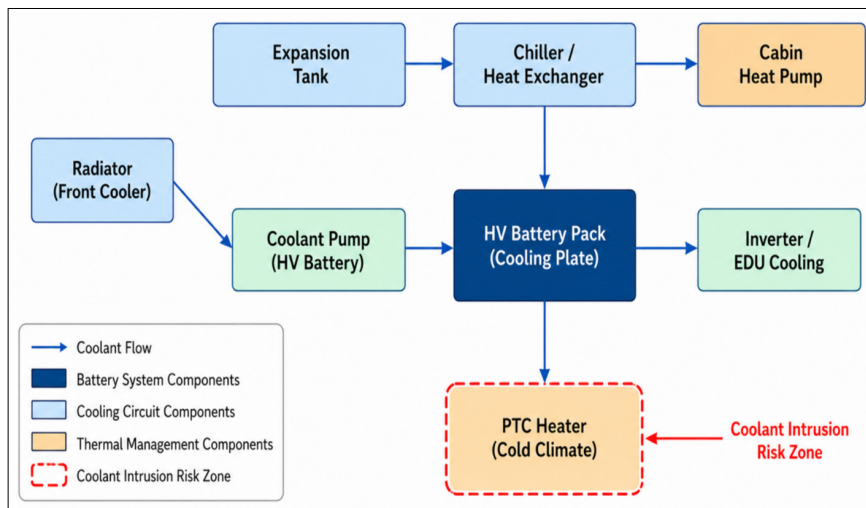 Expansion
Tank
Chiller /
Heat Exchanger
Cabin
Heat Pump
Radiator
(Front Cooler)
Coolant Pump
(HV Battery)
HV Battery Pack
(Cooling Plate)
Inverter /
EDU Cooling
Coolant Flow
Battery System Components
Cooling Circuit Components
Thermal Management Components
Coolant Intrusion Risk Zone
PTC Heater
(Cold Climate)
Coolant Intrusion
Risk Zone